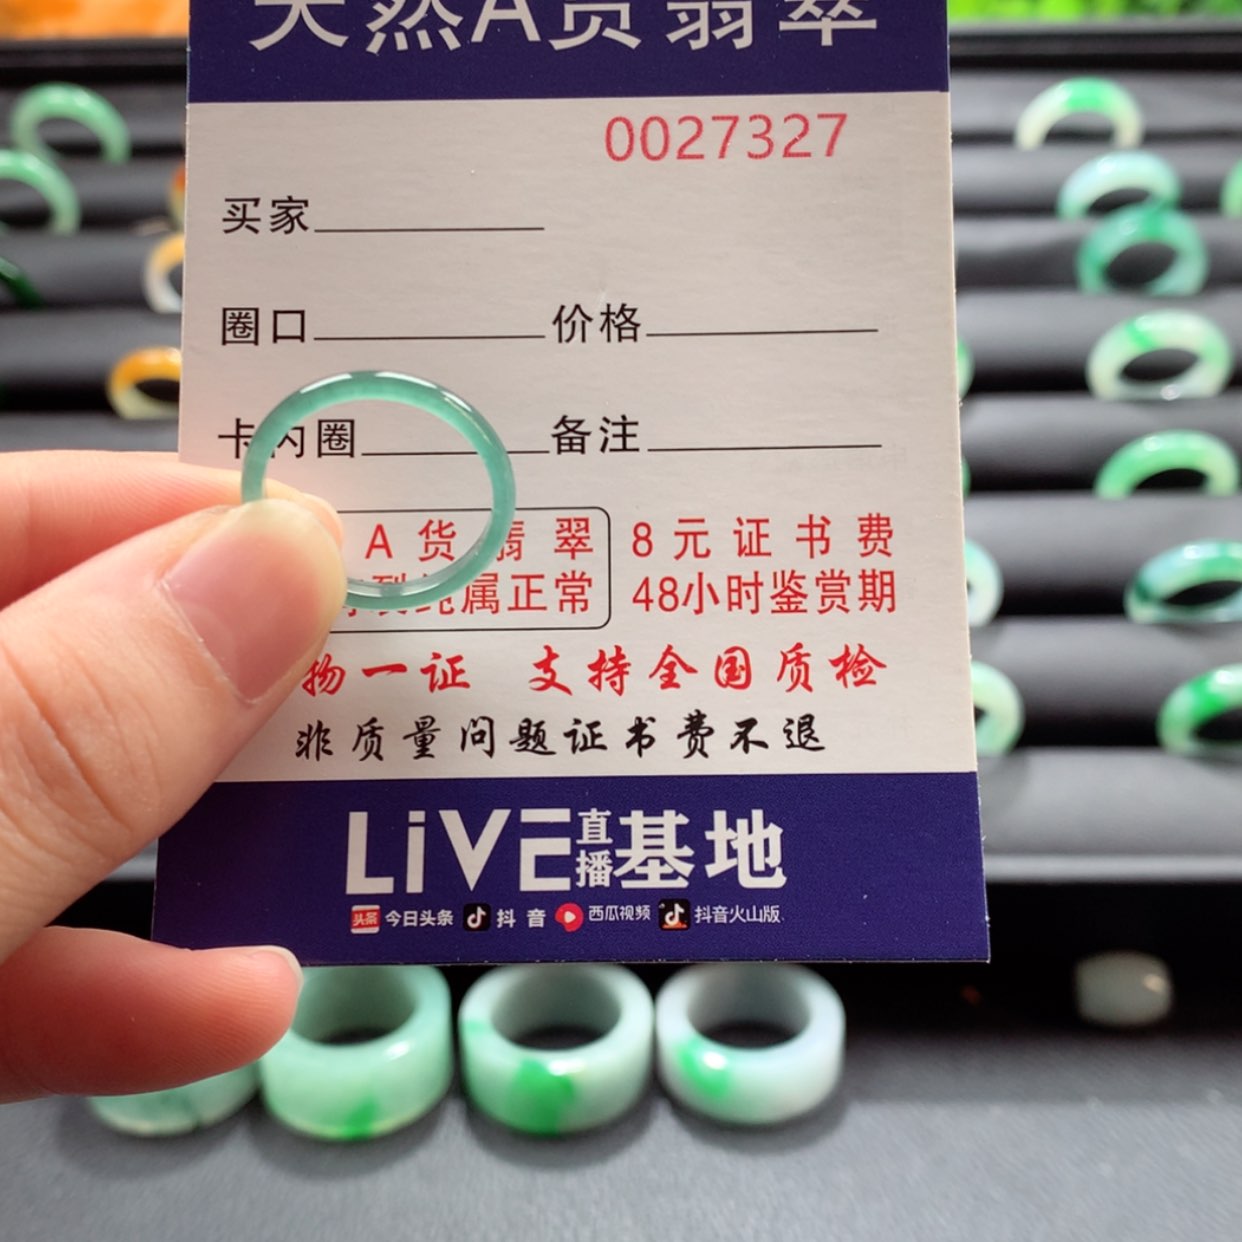 天然A货翡翠
0027327
买家
圈口 价格
卡内圈 备注
A货翡翠 8元证书费
属正常 48小时鉴赏期
物一证 支持全国质检
非质量问题证书费不退
LiVE直播基地
头条 今日头条 抖音 西瓜视频 抖音火山版